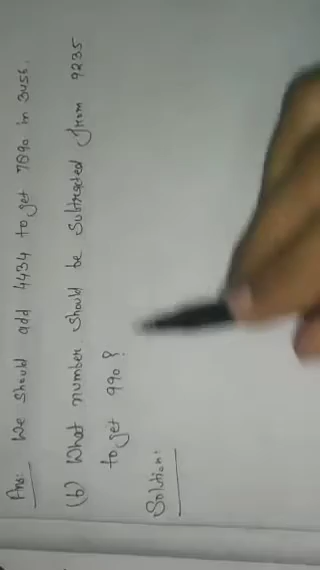 Ans: We should add 4434 to get 7890 in 3456.
(b) What number should be subtracted from 9235
to get 990?
Solution: